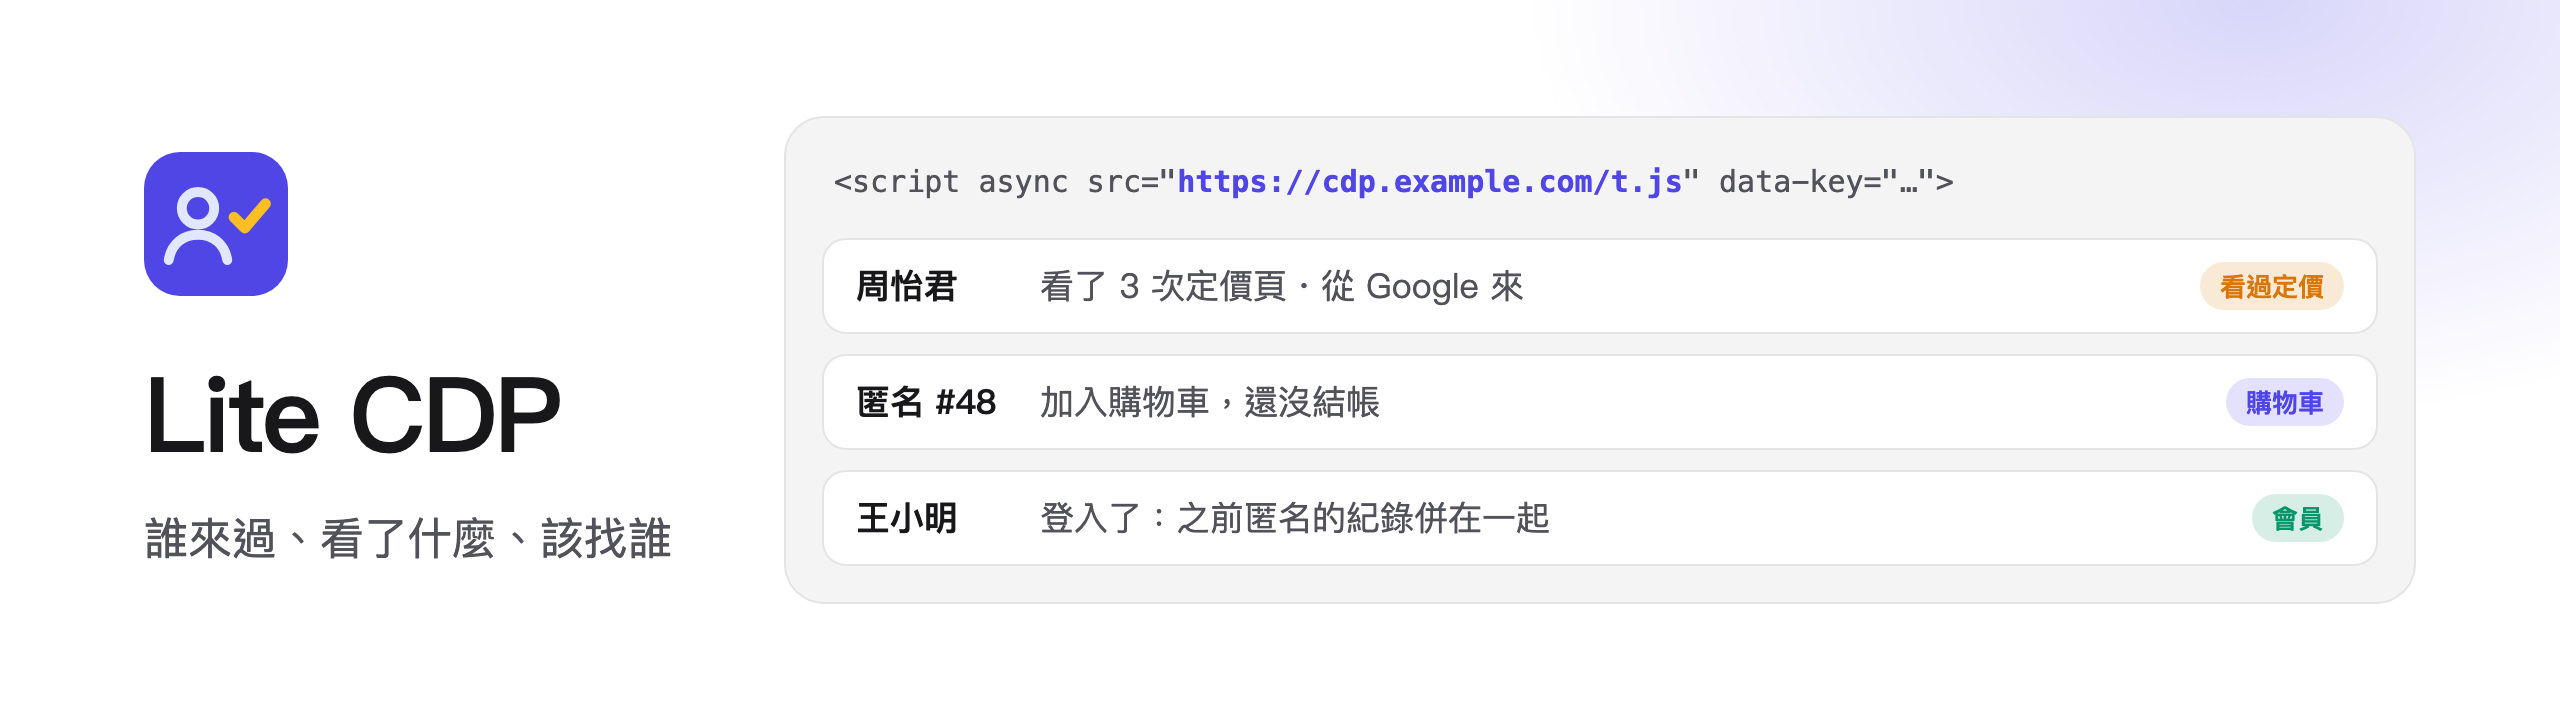 Lite CDP
誰來過、看了什麼、該找誰
<script async src="https://cdp.example.com/t.js" data-key="…">
周怡君 看了 3 次定價頁・從 Google 來 看過定價
匿名 #48 加入購物車，還沒結帳 購物車
王小明 登入了：之前匿名的紀錄併在一起 會員